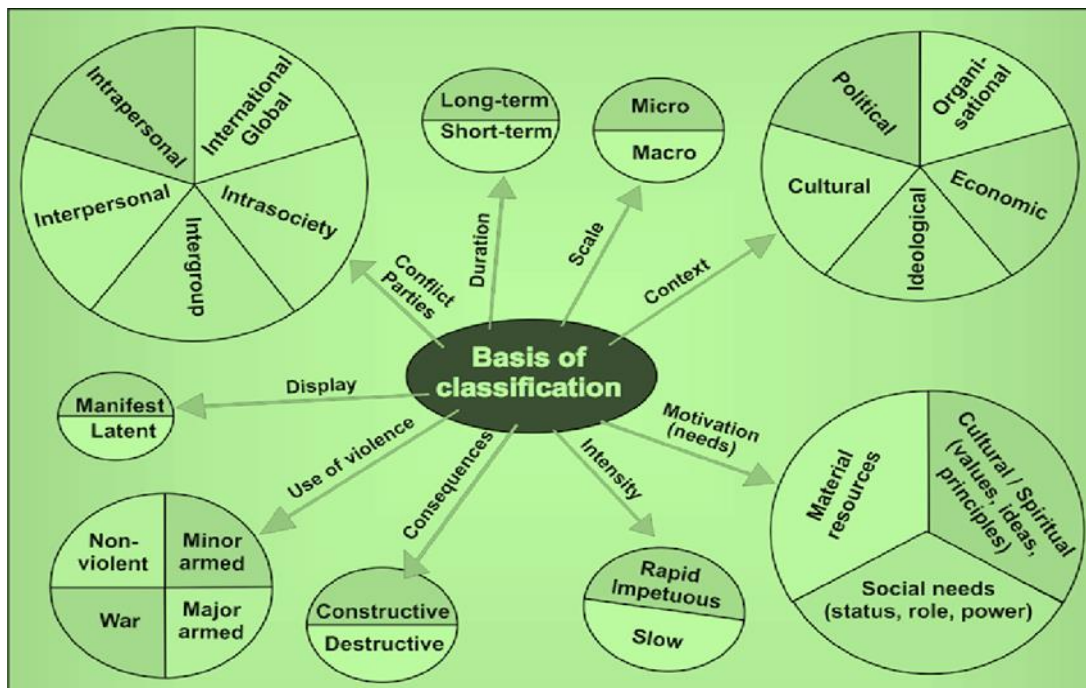 Intrapersonal
International
Global
Interpersonal
Intrasociety
Intergroup
Conflict
Parties
Long-term
Short-term
Duration
Micro
Macro
Scale
Political
Organi-
sational
Cultural
Economic
Ideological
Context
Basis of
classification
Display
Manifest
Latent
Use of violence
Non-
violent
Minor
armed
War
Major
armed
Consequences
Constructive
Destructive
Intensity
Rapid
Impetuous
Slow
Motivation
(needs)
Material
resources
Cultural / Spiritual
(values, ideas,
principles)
Social needs
(status, role, power)